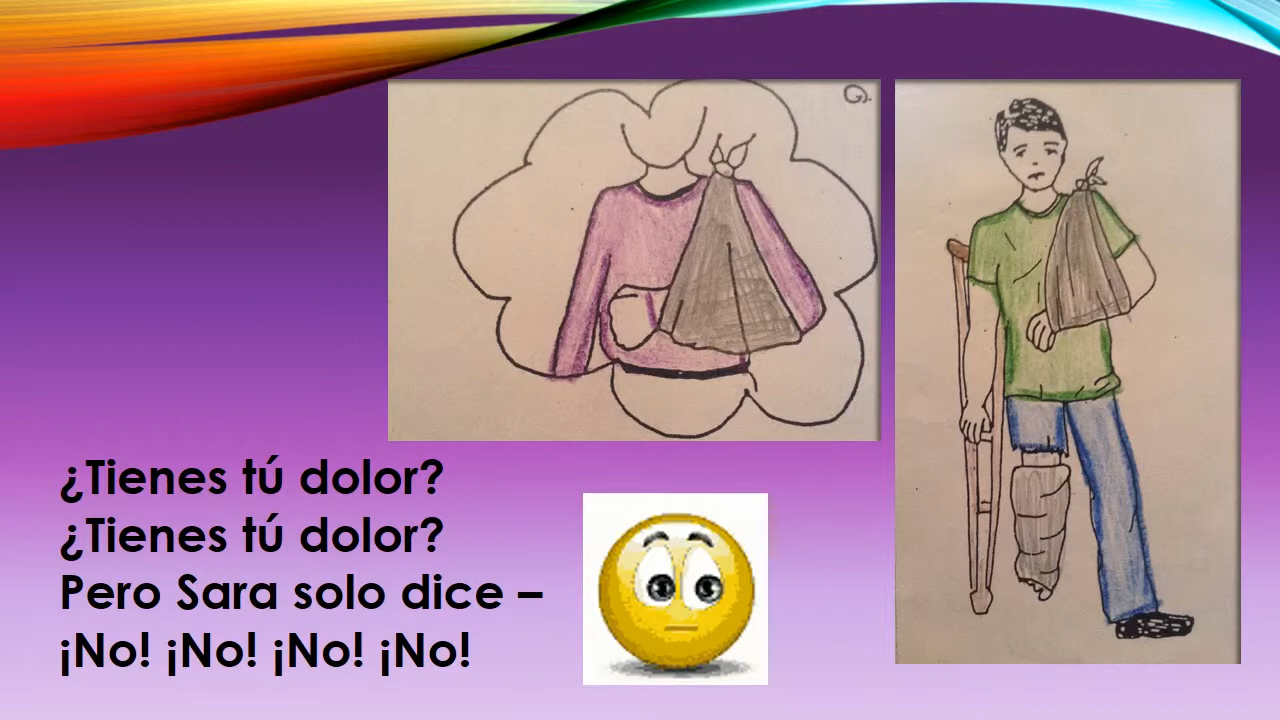 G.
¿Tienes tú dolor?
¿Tienes tú dolor?
Pero Sara solo dice –
¡No! ¡No! ¡No! ¡No!